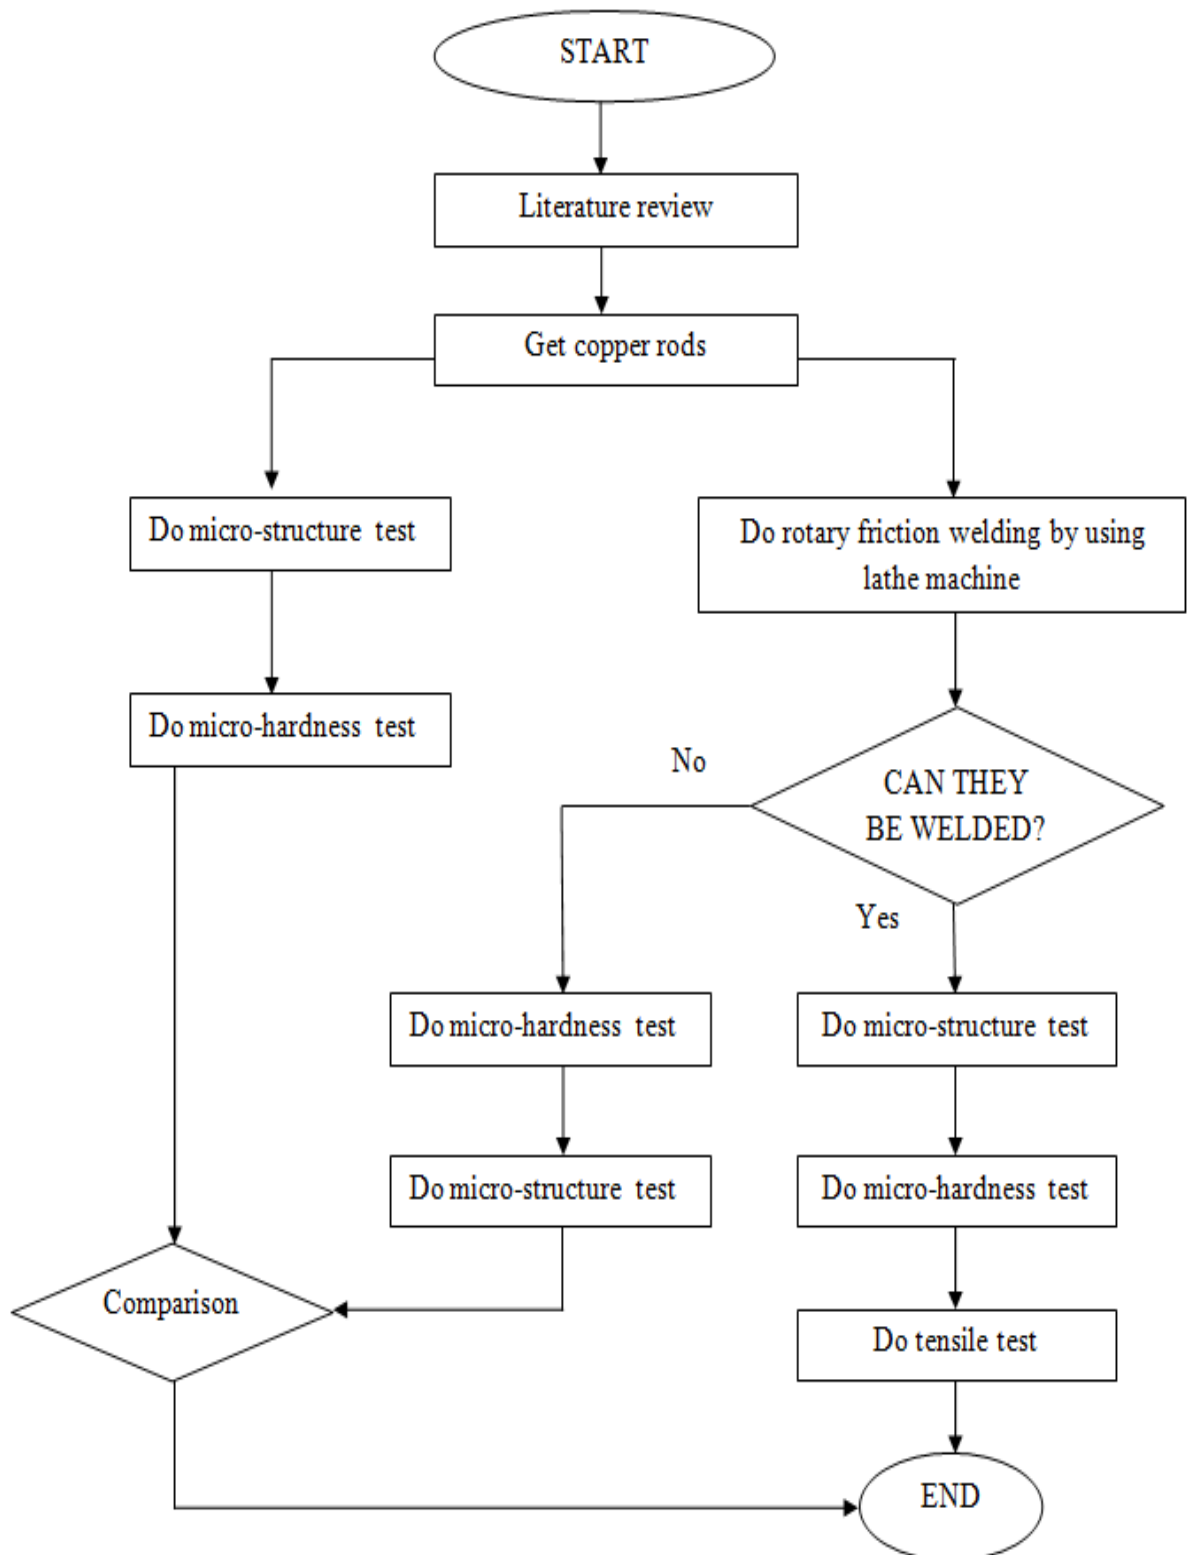 START
Literature review
Get copper rods
Do micro-structure test
Do rotary friction welding by using
lathe machine
Do micro-hardness test
No
CAN THEY
BE WELDED?
Yes
Do micro-hardness test
Do micro-structure test
Do micro-structure test
Do micro-hardness test
Comparison
Do tensile test
END